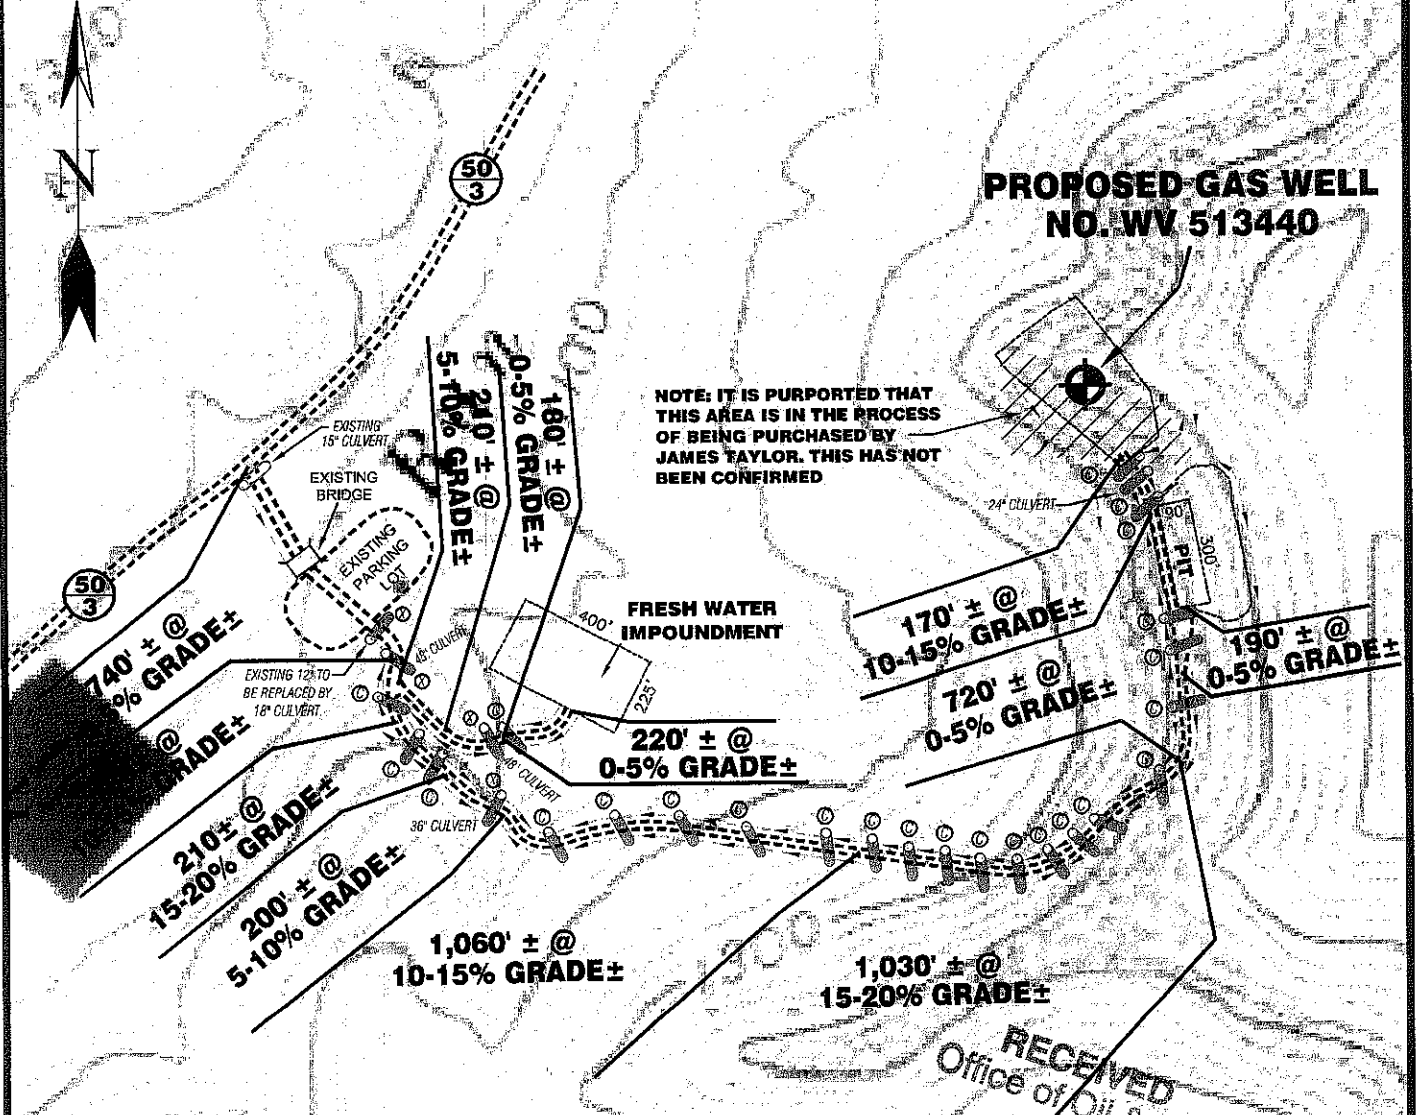 N
50
3
PROPOSED GAS WELL
NO. WV 513440
5-10% GRADE±
210' ± @
0-5% GRADE±
180' ± @
NOTE: IT IS PURPORTED THAT
THIS AREA IS IN THE PROCESS
OF BEING PURCHASED BY
JAMES TAYLOR. THIS HAS NOT
BEEN CONFIRMED
EXISTING
15" CULVERT
EXISTING
BRIDGE
EXISTING
PARKING
LOT
24" CULVERT
90'
300'
PIT
50
3
FRESH WATER
IMPOUNDMENT
400'
225'
170' ± @
10-15% GRADE±
190' ± @
0-5% GRADE±
720' ± @
0-5% GRADE±
740' ± @
% GRADE±
CULVERT
EXISTING 12" TO
BE REPLACED BY
18" CULVERT
@
GRADE±
220' ± @
0-5% GRADE±
48" CULVERT
36" CULVERT
210± @
15-20% GRADE±
200' ± @
5-10% GRADE±
1,060' ± @
10-15% GRADE±
1,030' ± @
15-20% GRADE±
RECEIVED
Office of Oil